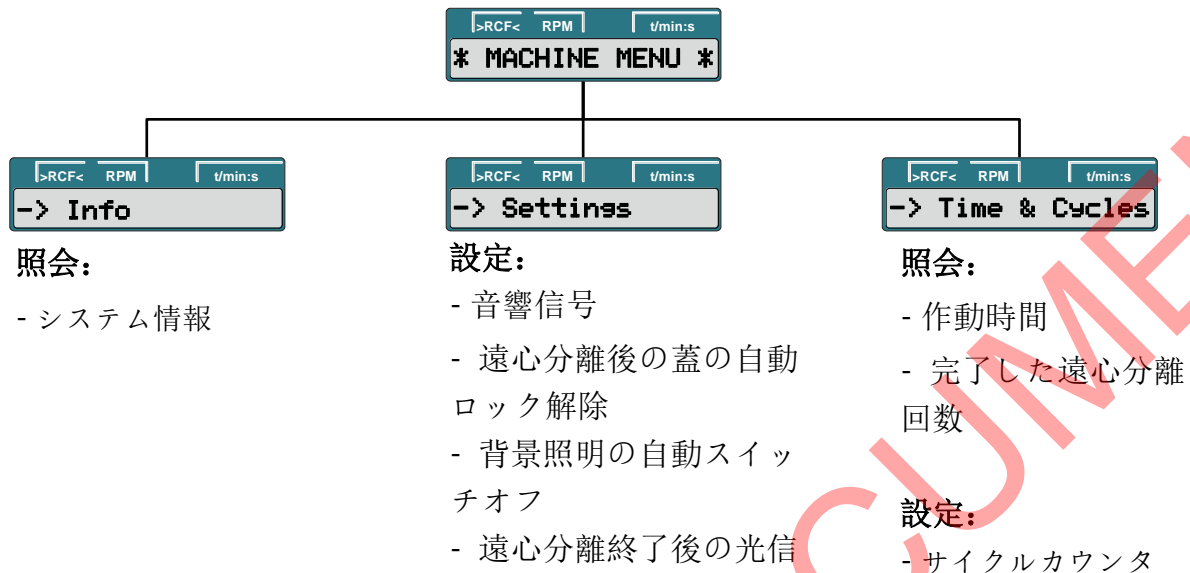 >RCF< RPM t/min:s
* MACHINE MENU *
>RCF< RPM t/min:s
-> Info
照会：
- システム情報
>RCF< RPM t/min:s
-> Settings
設定：
- 音響信号
- 遠心分離後の蓋の自動
ロック解除
- 背景照明の自動スイッ
チオフ
- 遠心分離終了後の光信
>RCF< RPM t/min:s
-> Time & Cycles
照会：
- 作動時間
- 完了した遠心分離
回数
設定：
- サイクルカウンタ
CUME